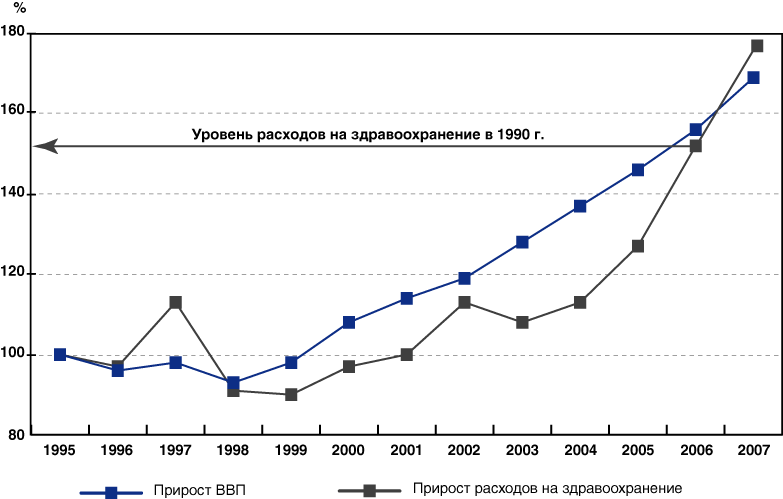 %
180
160
Уровень расходов на здравоохранение в 1990 г.
140
120
100
80
1995 1996 1997 1998 1999 2000 2001 2002 2003 2004 2005 2006 2007
Прирост ВВП Прирост расходов на здравоохранение